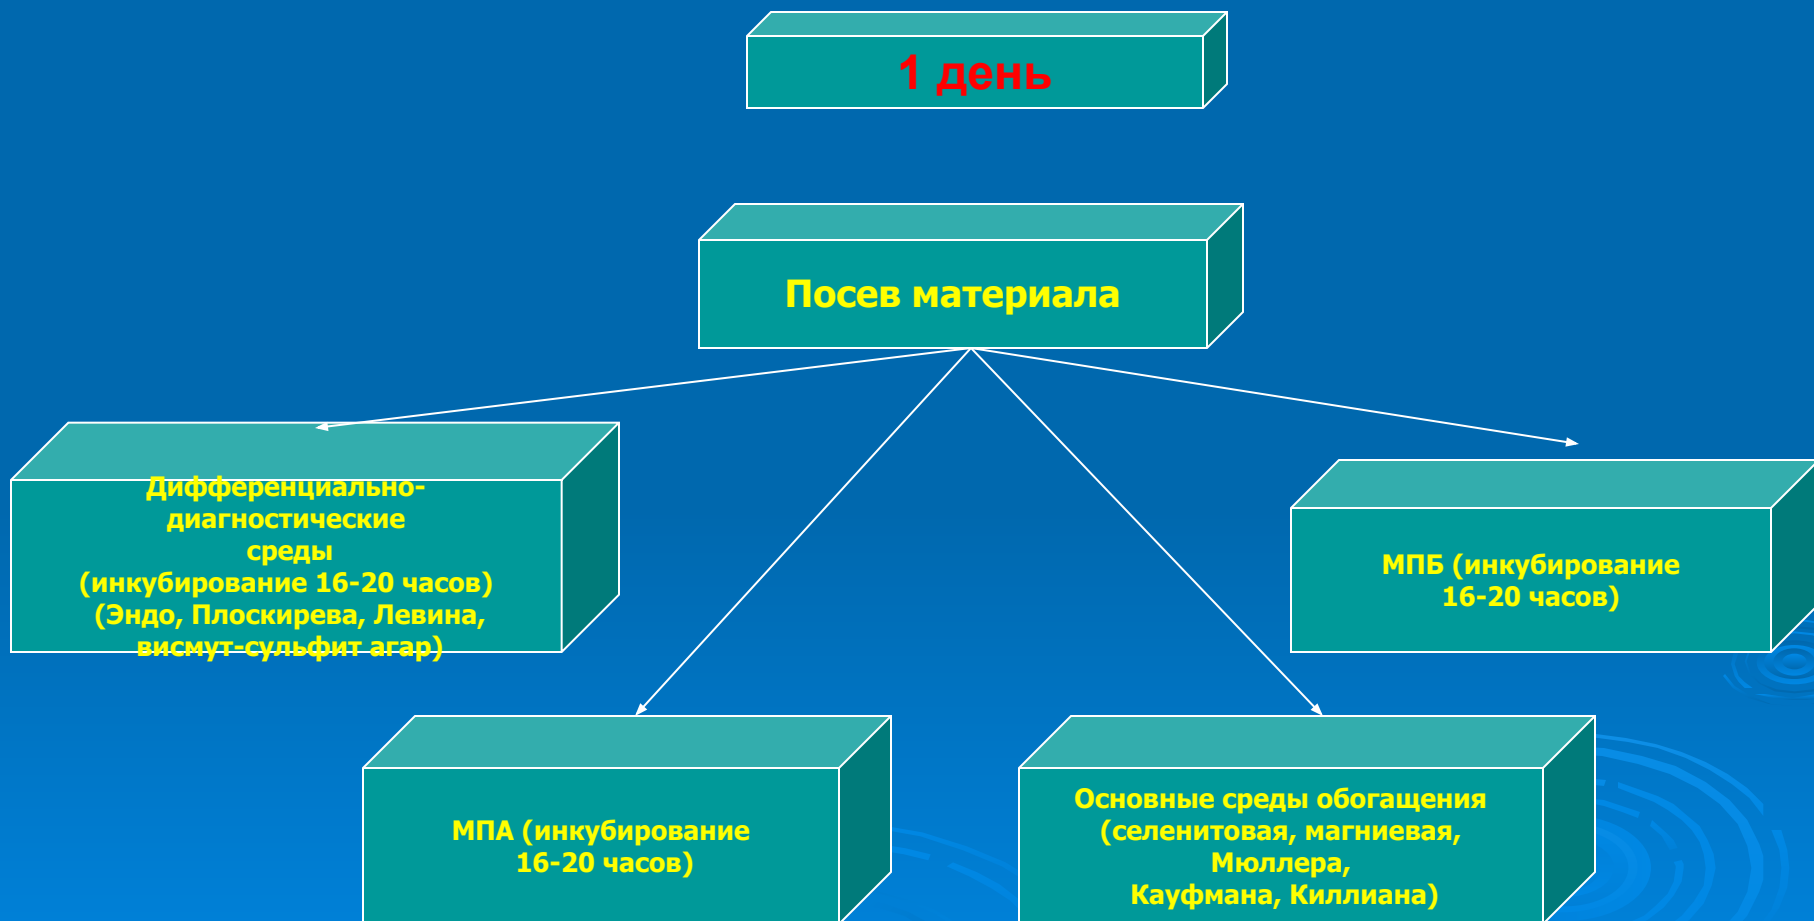 1 день
Посев материала
Дифференциально-
диагностические
среды
(инкубирование 16-20 часов)
(Эндо, Плоскирева, Левина,
висмут-сульфит агар)
МПБ (инкубирование
16-20 часов)
МПА (инкубирование
16-20 часов)
Основные среды обогащения
(селенитовая, магниевая,
Мюллера,
Кауфмана, Киллиана)